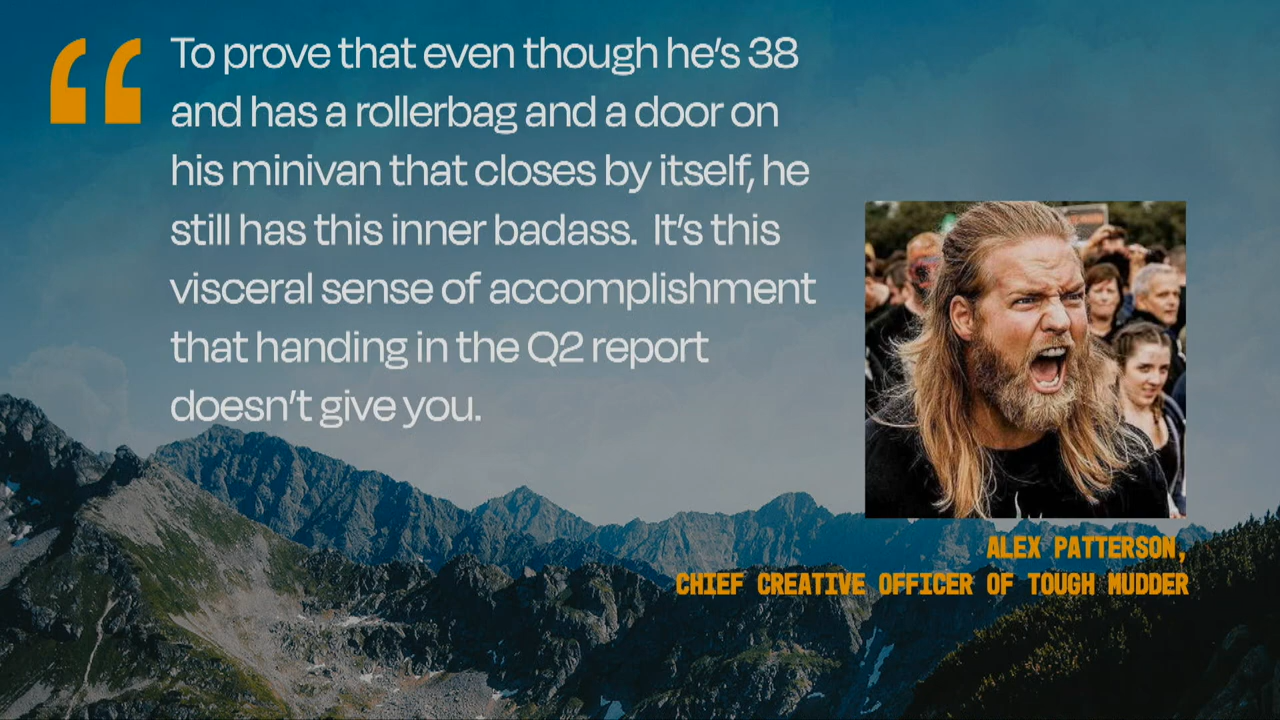 “To prove that even though he’s 38
and has a rollerbag and a door on
his minivan that closes by itself, he
still has this inner badass.  It’s this
visceral sense of accomplishment
that handing in the Q2 report
doesn’t give you.
ALEX PATTERSON,
CHIEF CREATIVE OFFICER OF TOUGH MUDDER